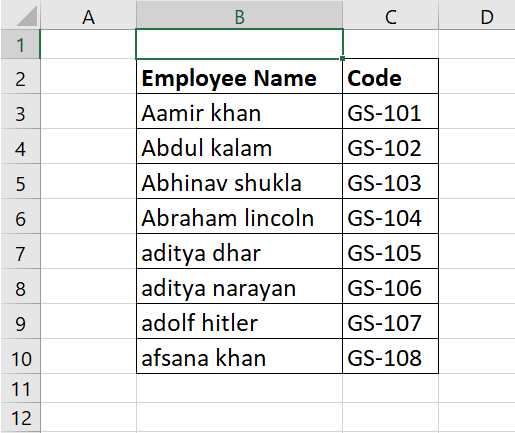 A B C D
1
2 Employee Name Code
3 Aamir khan GS-101
4 Abdul kalam GS-102
5 Abhinav shukla GS-103
6 Abraham lincoln GS-104
7 aditya dhar GS-105
8 aditya narayan GS-106
9 adolf hitler GS-107
10 afsana khan GS-108
11
12